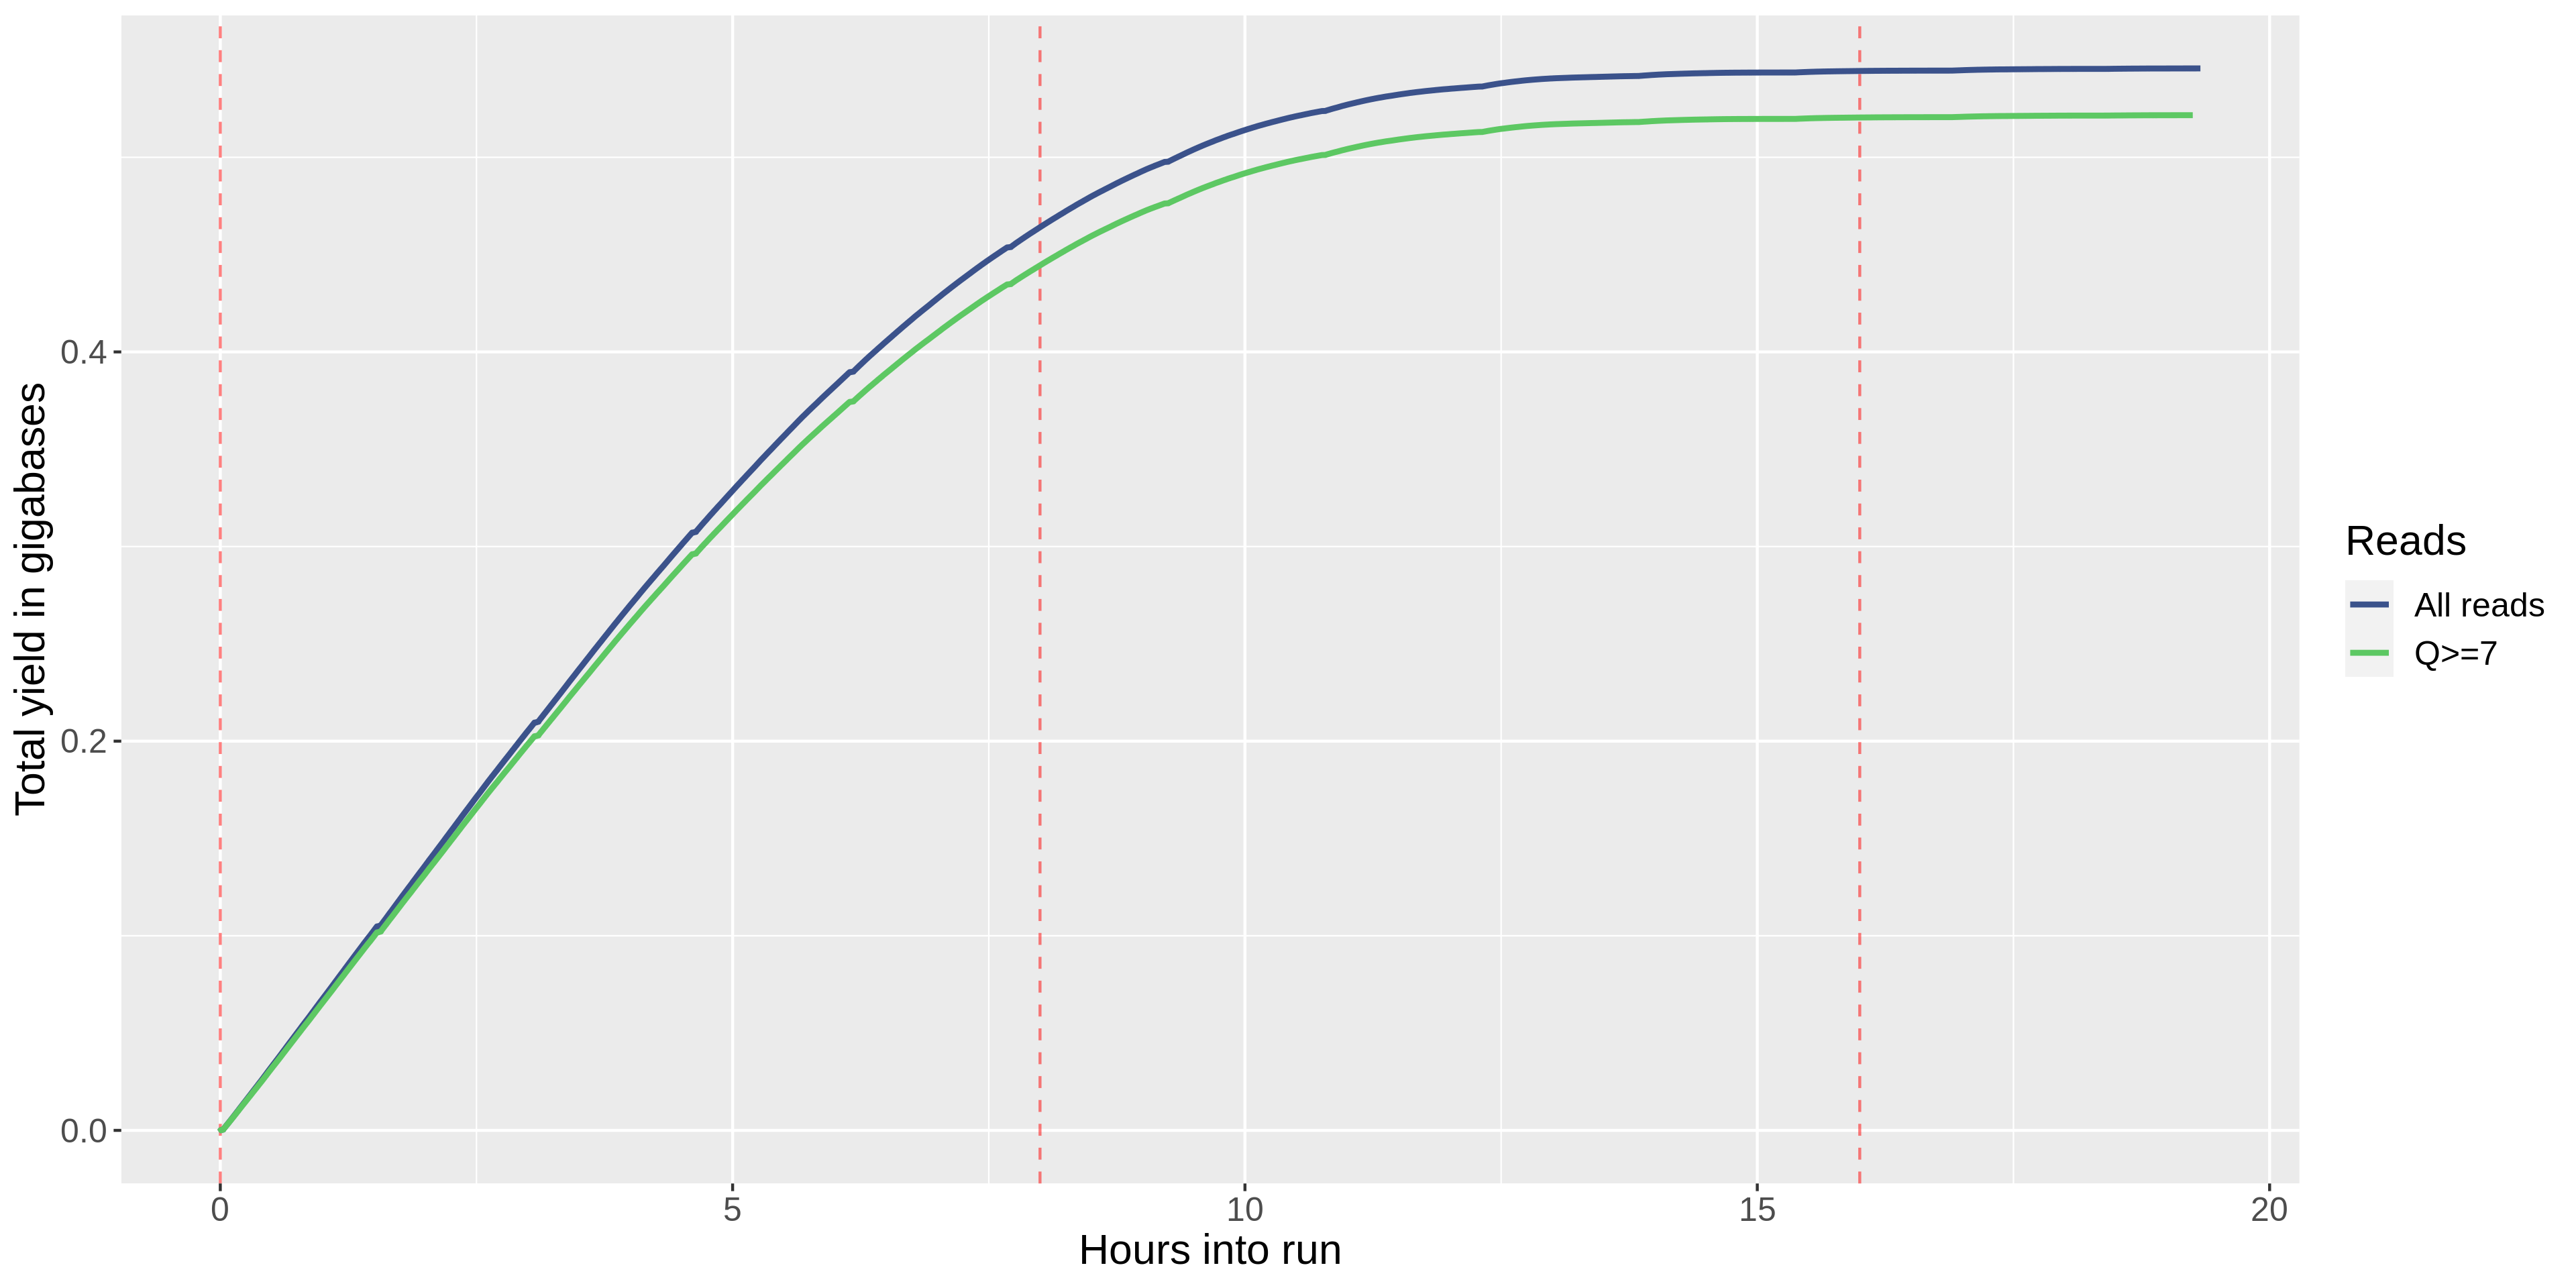 Total yield in gigabases
0.4
0.2
0.0
0 5 10 15 20
Hours into run
Reads
All reads
Q>=7